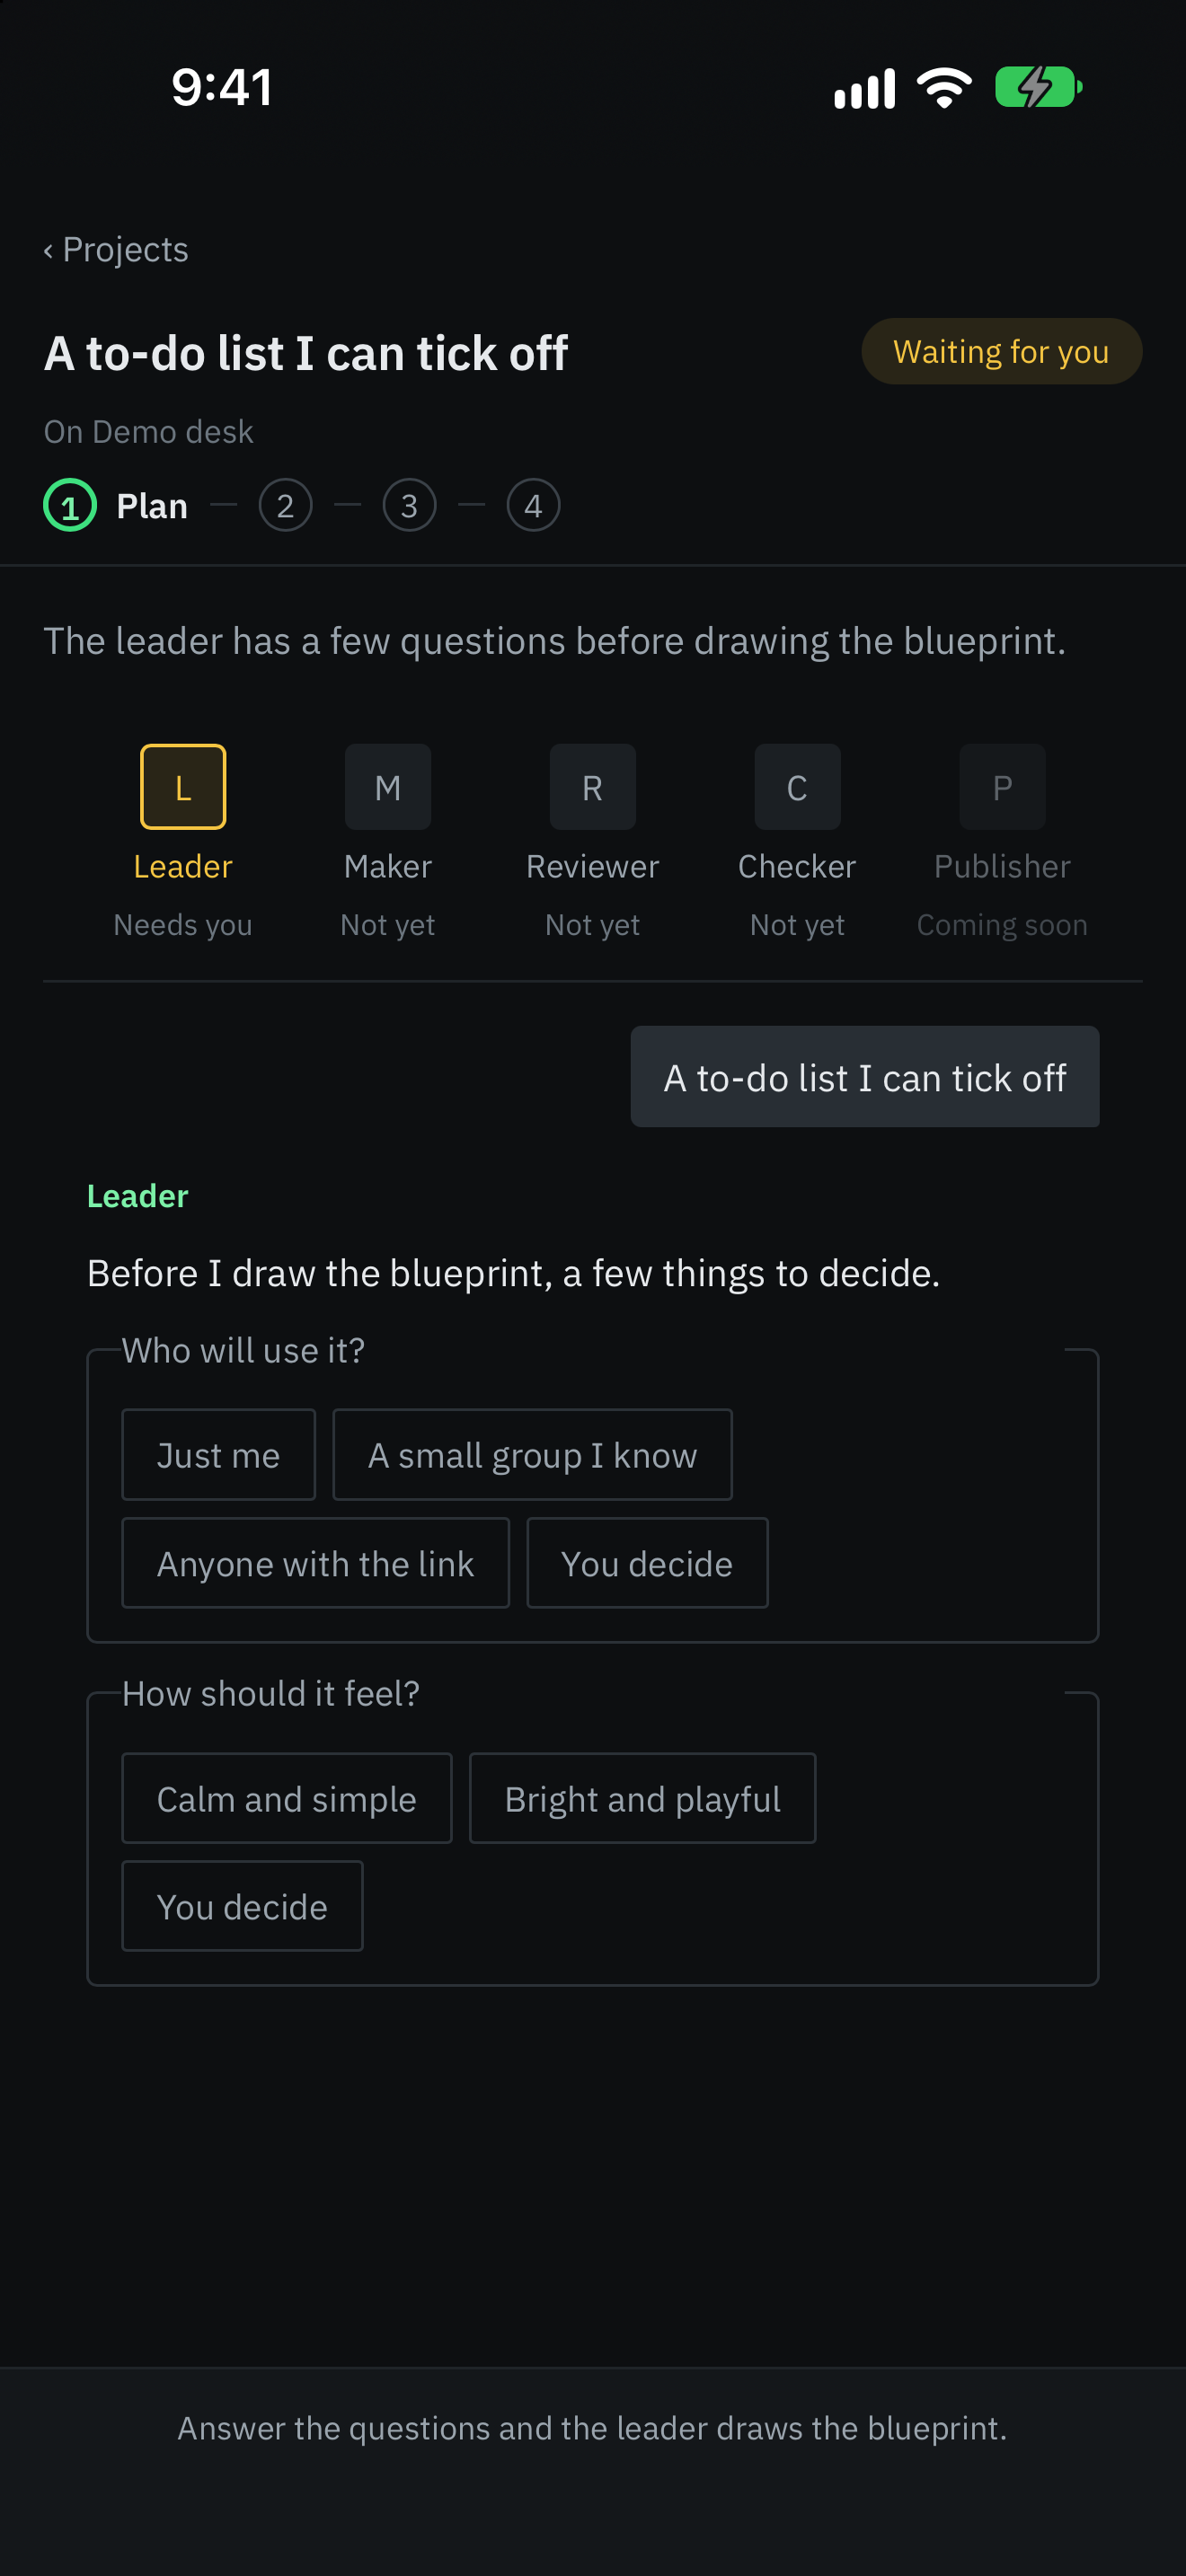 9:41
‹ Projects
A to-do list I can tick off
Waiting for you
On Demo desk
1 Plan — 2 — 3 — 4
The leader has a few questions before drawing the blueprint.
L M R C P
Leader Maker Reviewer Checker Publisher
Needs you Not yet Not yet Not yet Coming soon
A to-do list I can tick off
Leader
Before I draw the blueprint, a few things to decide.
Who will use it?
Just me A small group I know
Anyone with the link You decide
How should it feel?
Calm and simple Bright and playful
You decide
Answer the questions and the leader draws the blueprint.